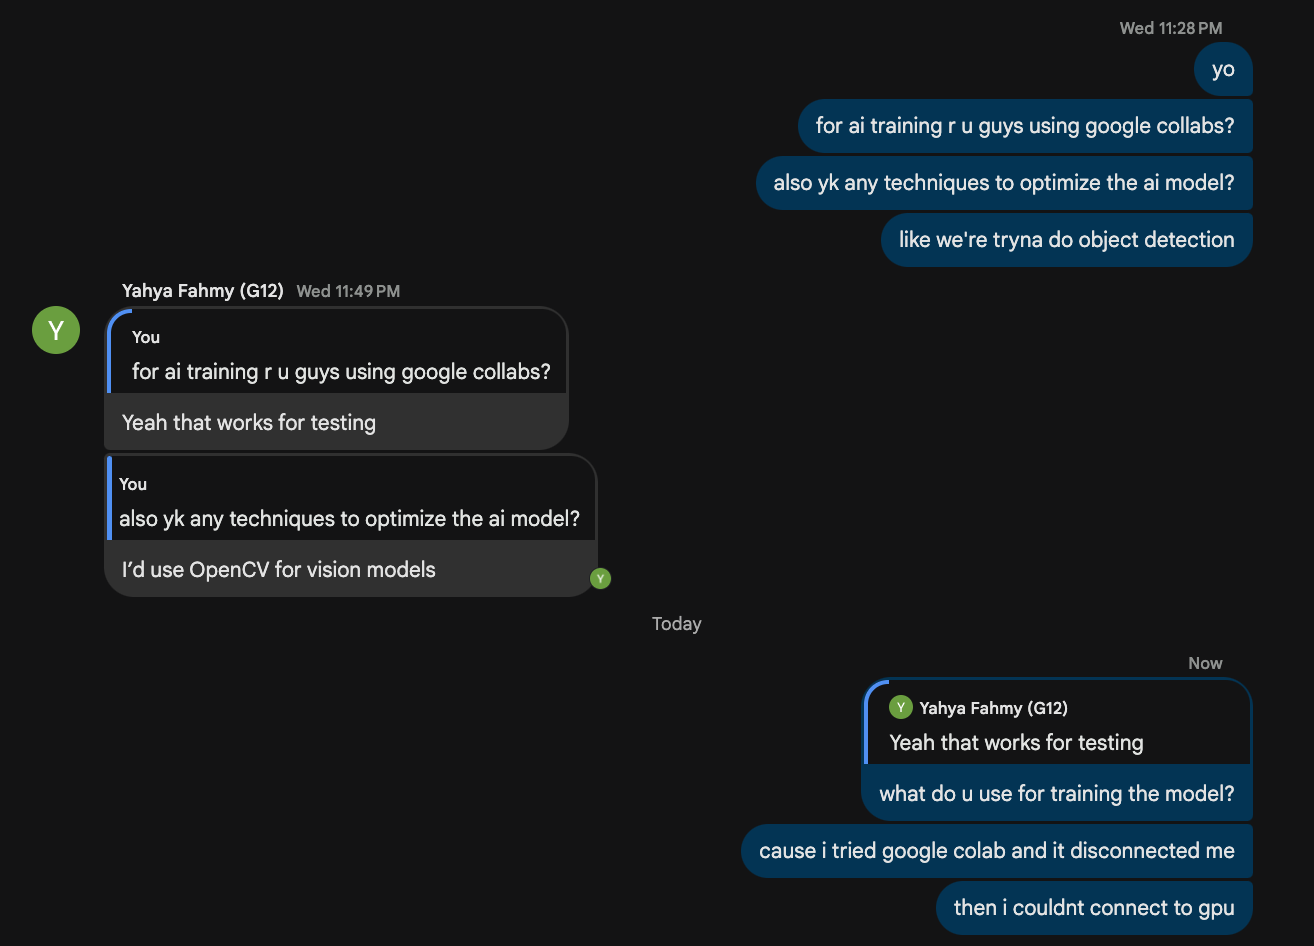 Wed 11:28 PM
yo
for ai training r u guys using google collabs?
also yk any techniques to optimize the ai model?
like we're tryna do object detection
Yahya Fahmy (G12) Wed 11:49 PM
Y
You
for ai training r u guys using google collabs?
Yeah that works for testing
You
also yk any techniques to optimize the ai model?
I’d use OpenCV for vision models
Y
Today
Now
Y Yahya Fahmy (G12)
Yeah that works for testing
what do u use for training the model?
cause i tried google colab and it disconnected me
then i couldnt connect to gpu